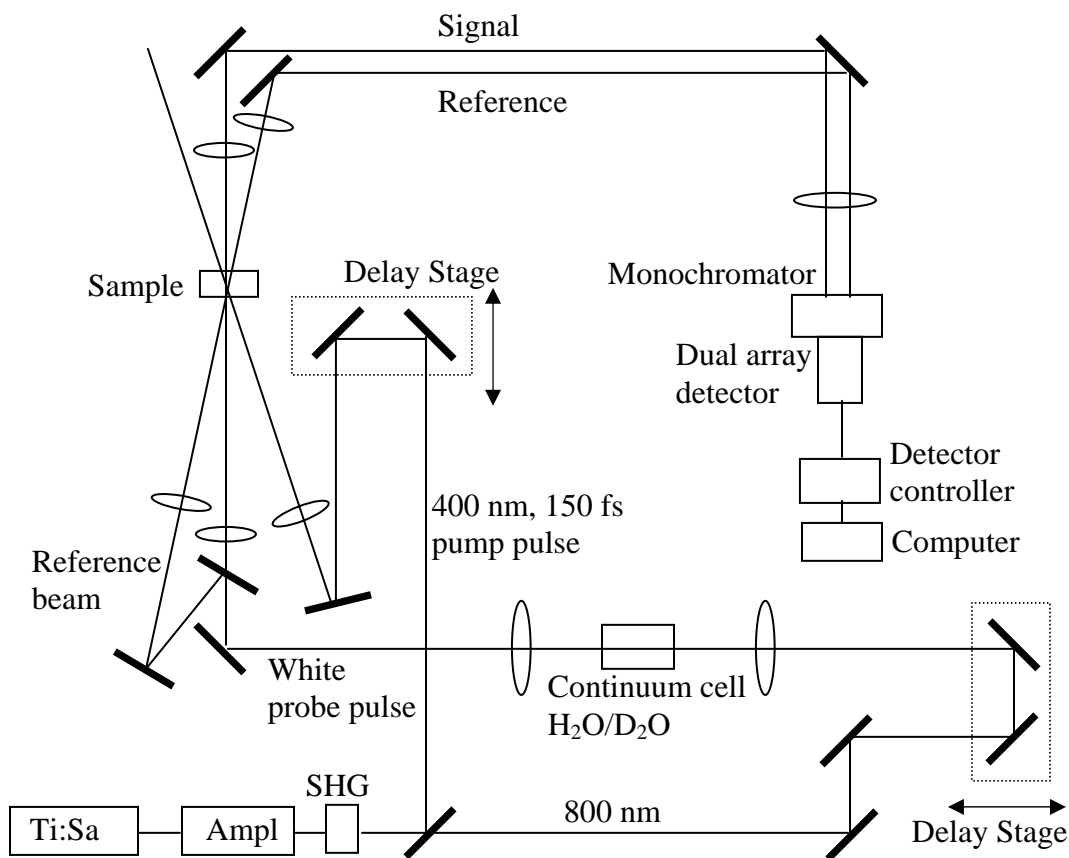 Signal
Reference
Sample
Delay Stage
Monochromator
Dual array
detector
Detector
controller
Computer
400 nm, 150 fs
pump pulse
Reference
beam
White
probe pulse
Continuum cell
H₂O/D₂O
SHG
Ti:Sa
Ampl
800 nm
Delay Stage